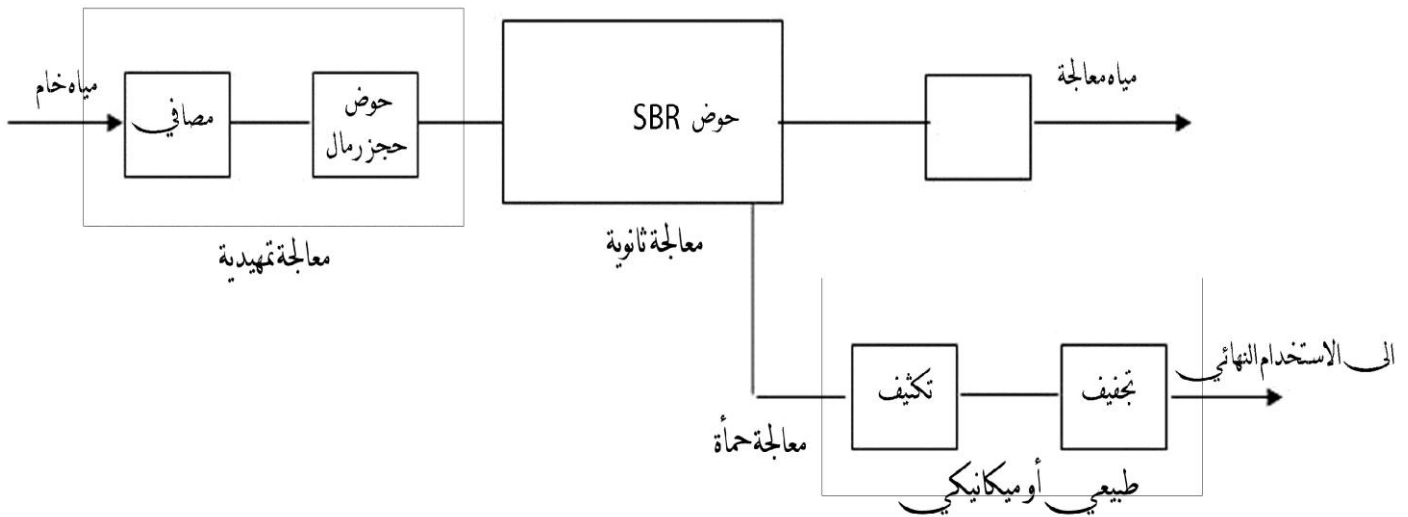 مياه خام
مصافي
حوض
حجز رمال
حوض SBR
مياه معالجة
معالجة تمهيدية
معالجة ثانوية
تكثيف
تجفيف
الى الاستخدام النهائي
معالجة حمأة
طبيعي أو ميكانيكي